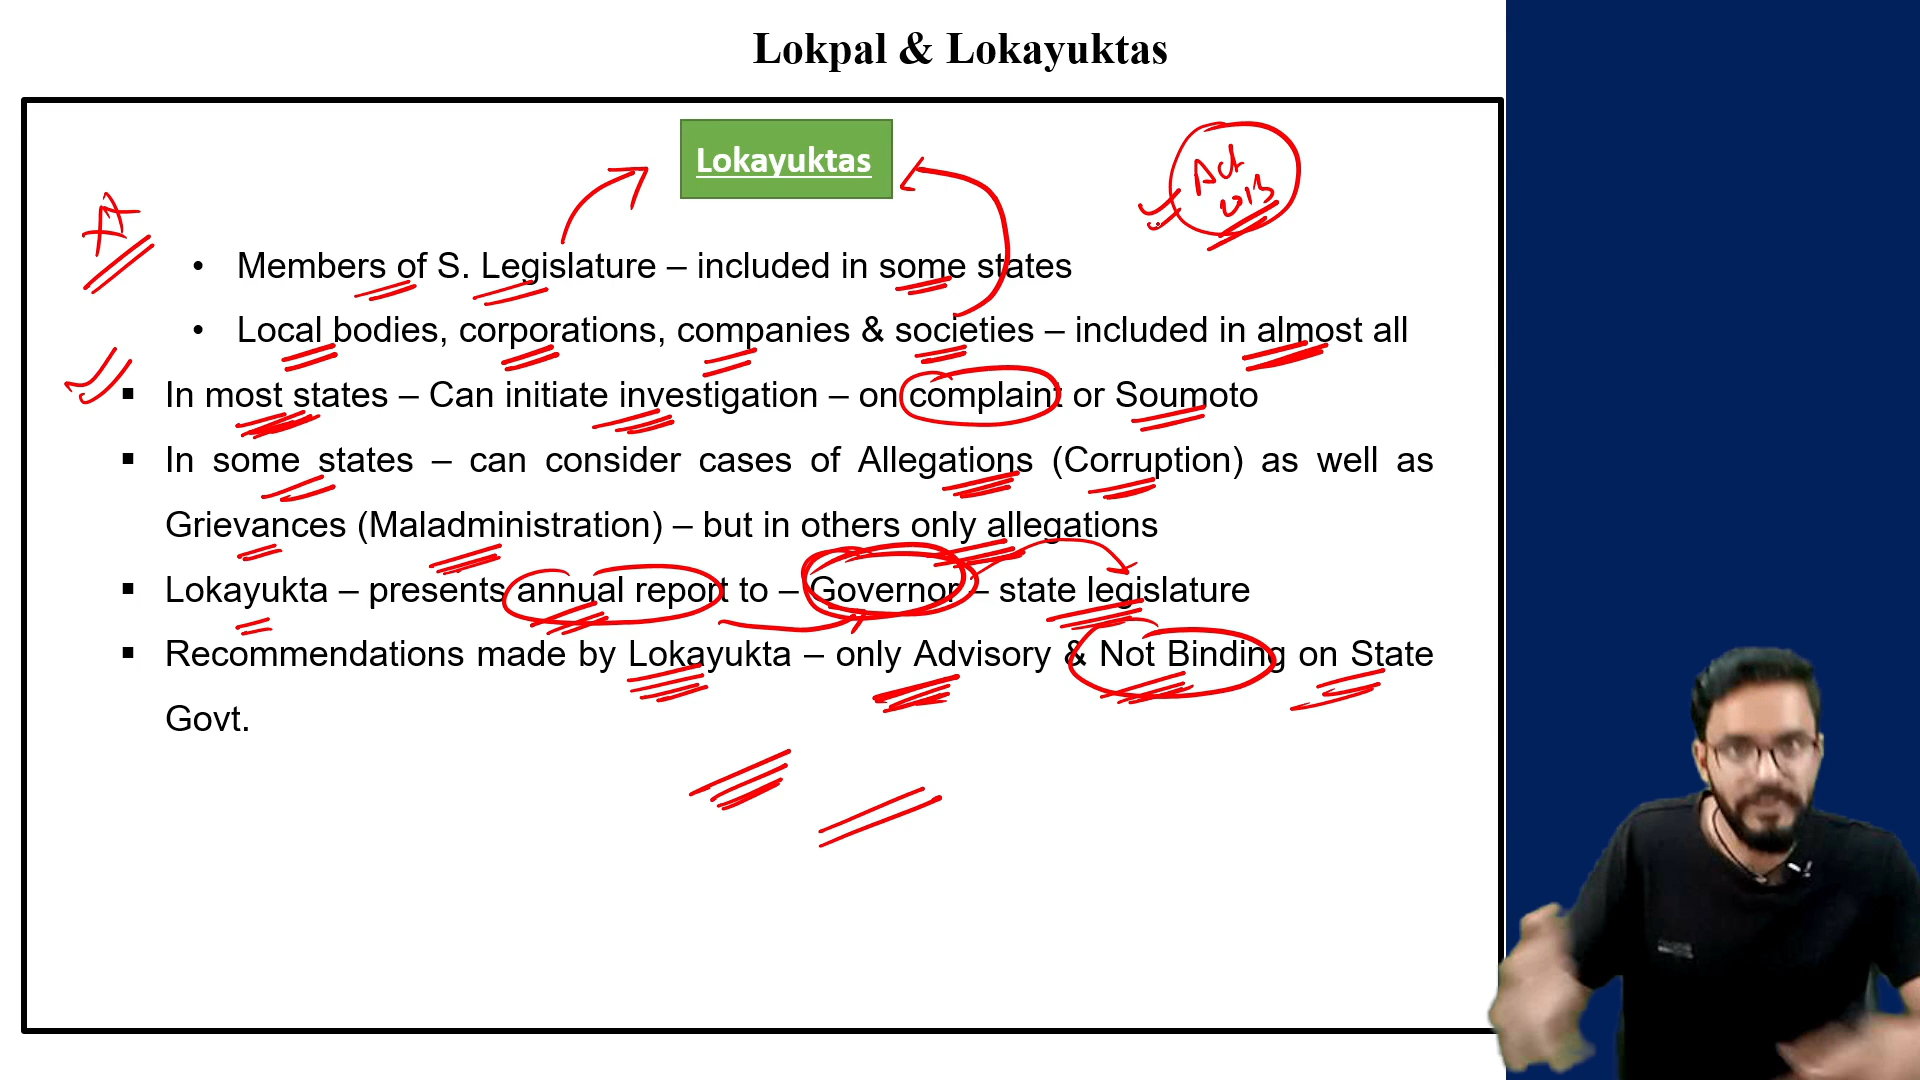 Lokpal & Lokayuktas
Lokayuktas
Act
2013
• Members of S. Legislature – included in some states
• Local bodies, corporations, companies & societies – included in almost all
▪ In most states – Can initiate investigation – on complaint or Soumoto
▪ In some states – can consider cases of Allegations (Corruption) as well as
Grievances (Maladministration) – but in others only allegations
▪ Lokayukta – presents annual report to – Governor – state legislature
▪ Recommendations made by Lokayukta – only Advisory & Not Binding on State
Govt.